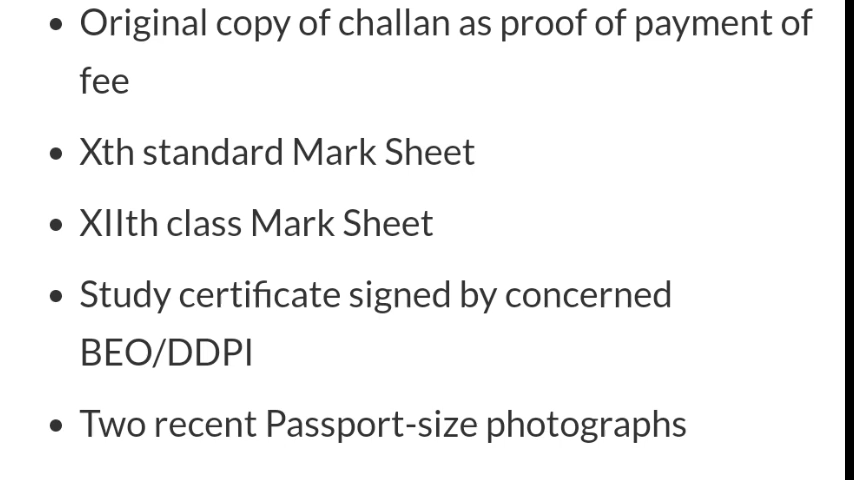 • Original copy of challan as proof of payment of
fee
• Xth standard Mark Sheet
• XIIth class Mark Sheet
• Study certificate signed by concerned
BEO/DDPI
• Two recent Passport-size photographs